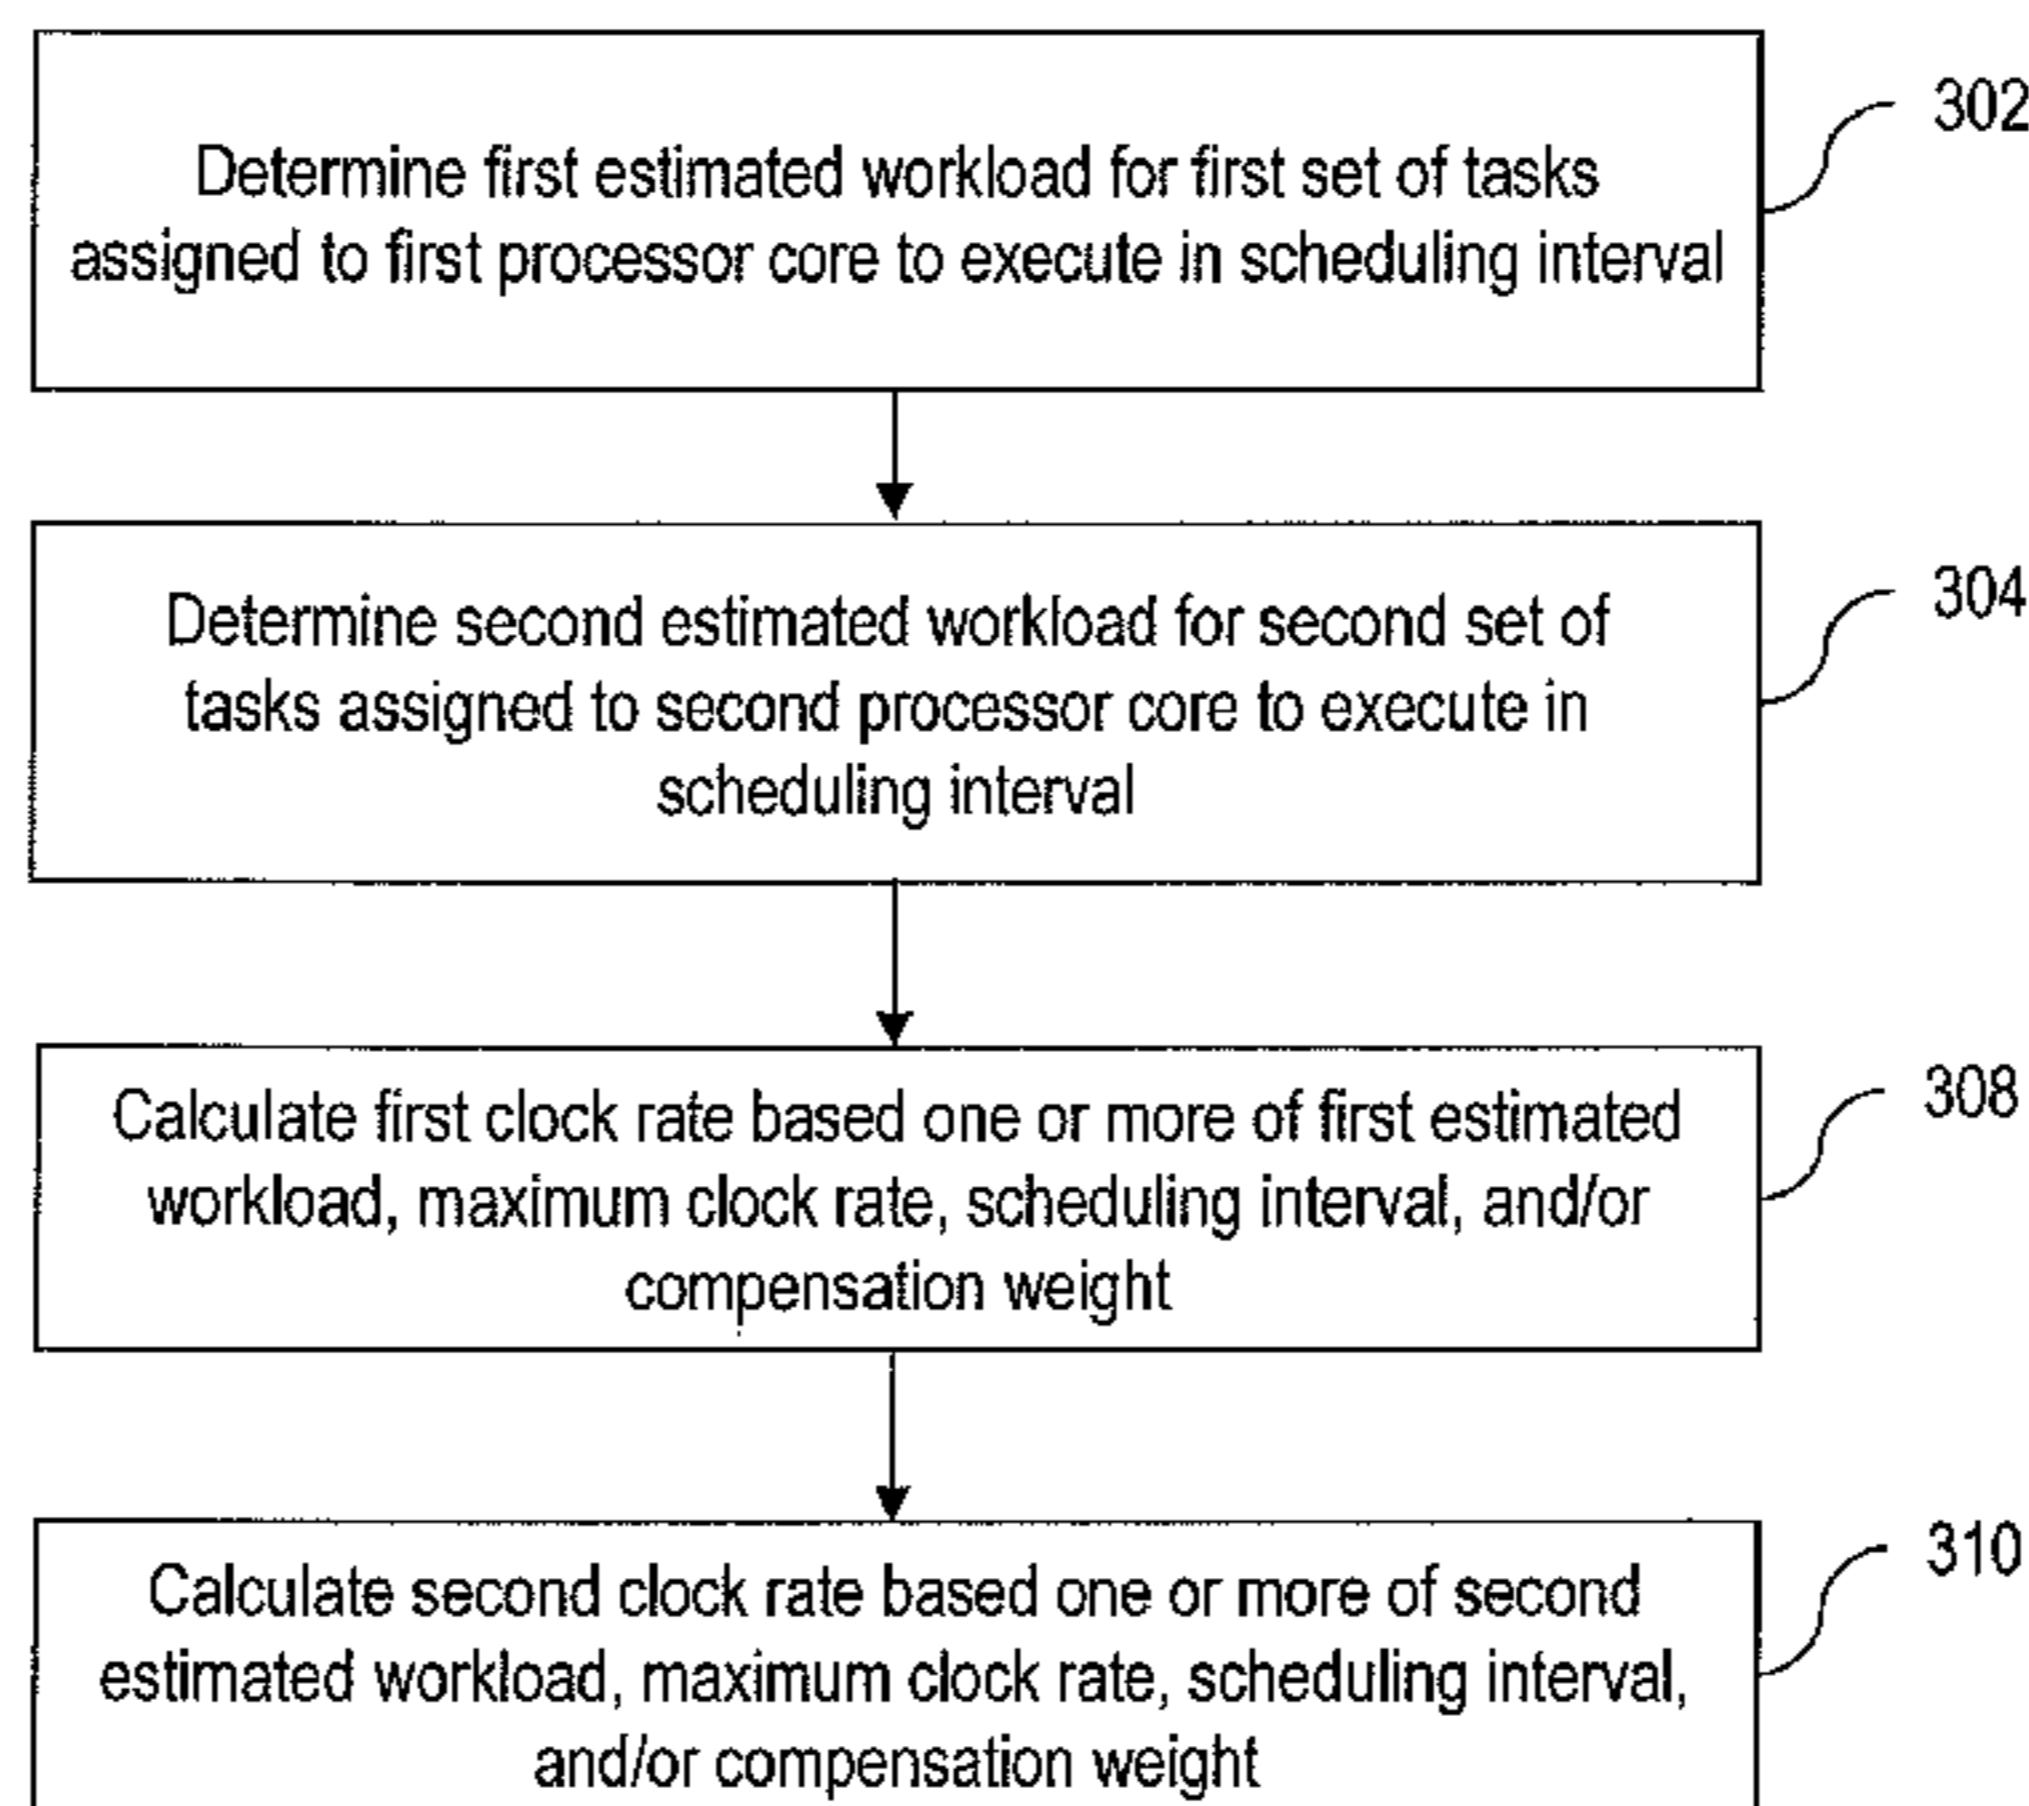 Determine first estimated workload for first set of tasks
assigned to first processor core to execute in scheduling interval
302
Determine second estimated workload for second set of
tasks assigned to second processor core to execute in
scheduling interval
304
Calculate first clock rate based one or more of first estimated
workload, maximum clock rate, scheduling interval, and/or
compensation weight
308
Calculate second clock rate based one or more of second
estimated workload, maximum clock rate, scheduling interval,
and/or compensation weight
310